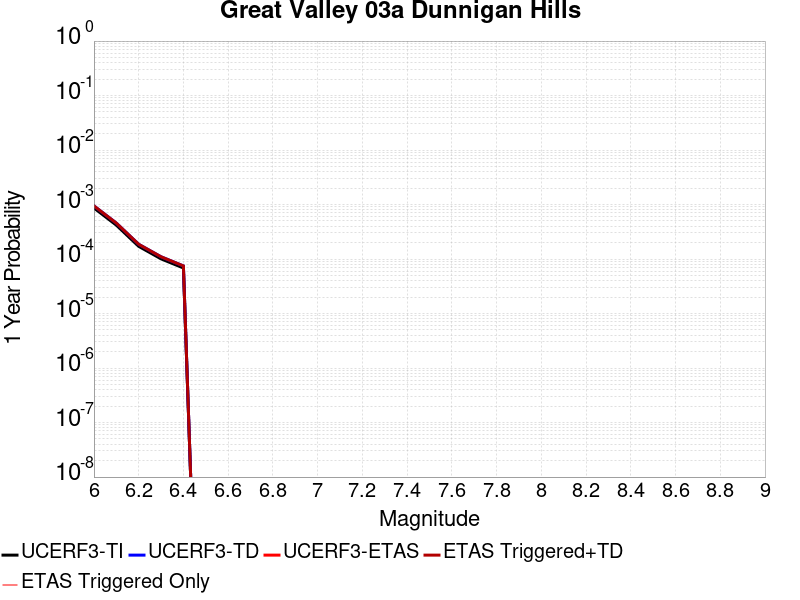 Great Valley 03a Dunnigan Hills
10^0
10^-1
10^-2
10^-3
10^-4
10^-5
10^-6
10^-7
10^-8
1 Year Probability
6 6.2 6.4 6.6 6.8 7 7.2 7.4 7.6 7.8 8 8.2 8.4 8.6 8.8 9
Magnitude
UCERF3-TI UCERF3-TD UCERF3-ETAS ETAS Triggered+TD
ETAS Triggered Only